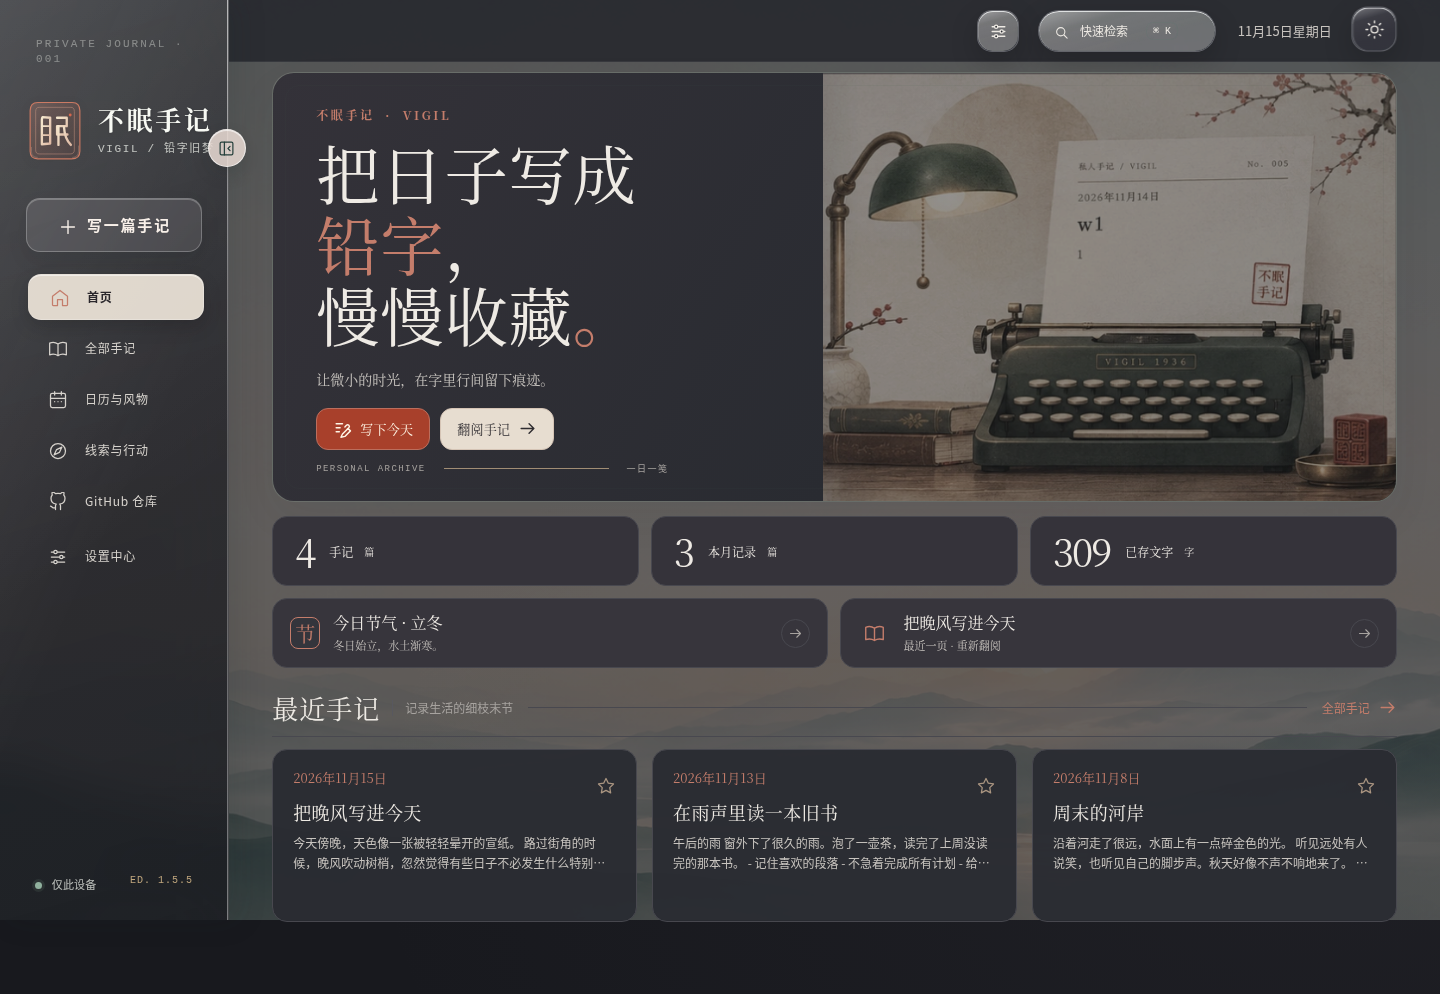 PRIVATE JOURNAL ·
001
眠
不眠手记
VIGIL / 铅字旧
写一篇手记
首页
全部手记
日历与风物
线索与行动
GitHub 仓库
设置中心
仅此设备
ED. 1.5.5
快速检索 ⌘ K
11月15日星期日
不眠手记 · VIGIL
把日子写成
铅字，
慢慢收藏。
让微小的时光，在字里行间留下痕迹。
写下今天
翻阅手记
PERSONAL ARCHIVE
一日一笺
私人手记 / VIGIL
No. 005
2026年11月14日
w1
1
不眠
手记
VIGIL 1936
4 手记 篇
3 本月记录 篇
309 已存文字 字
节
今日节气 · 立冬
冬日始立，水土渐寒。
把晚风写进今天
最近一页 · 重新翻阅
最近手记
记录生活的细枝末节
全部手记
2026年11月15日
把晚风写进今天
今天傍晚，天色像一张被轻轻晕开的宣纸。 路过街角的时
候，晚风吹动树梢，忽然觉得有些日子不必发生什么特别…
2026年11月13日
在雨声里读一本旧书
午后的雨 窗外下了很久的雨。泡了一壶茶，读完了上周没读
完的那本书。 - 记住喜欢的段落 - 不急着完成所有计划 - 给…
2026年11月8日
周末的河岸
沿着河走了很远，水面上有一点碎金色的光。 听见远处有人
说笑，也听见自己的脚步声。秋天好像不声不响地来了。 …